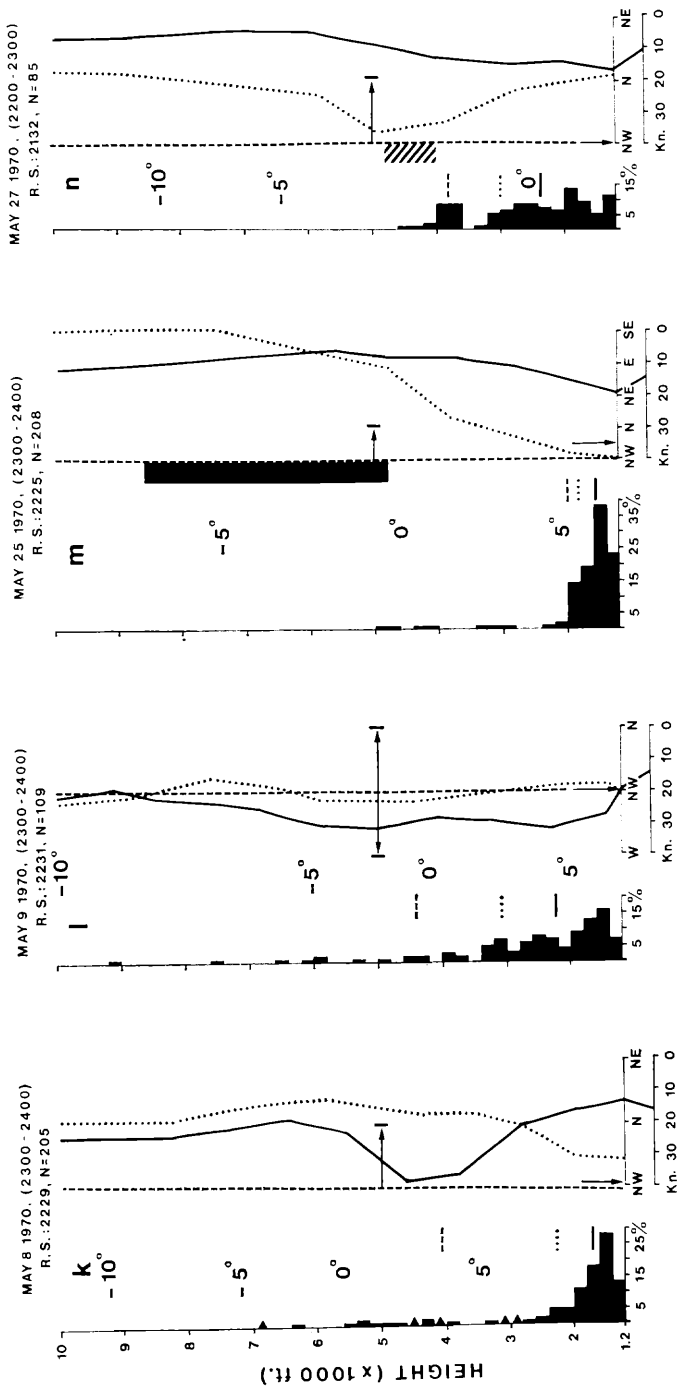 MAY 8 1970, (2300-2400)
R.S.:2229, N=205
k
-10°
-5°
0°
5°
HEIGHT (x 1000 ft.)
10
9
8
7
6
5
4
3
2
1.2
5 15 25%
NW N NE
Kn. 30 20 10 0
MAY 9 1970, (2300-2400)
R.S.:2231, N=109
l
-10°
-5°
0°
5°
5 15%
W NW N
Kn. 30 20 10 0
MAY 25 1970, (2300-2400)
R.S.:2225, N=208
m
-5°
0°
5°
5 15 25 35%
NW N NE E SE
Kn. 30 20 10 0
MAY 27 1970, (2200-2300)
R.S.:2132, N=85
n
-10°
-5°
0°
5 15%
NW N NE
Kn. 30 20 10 0